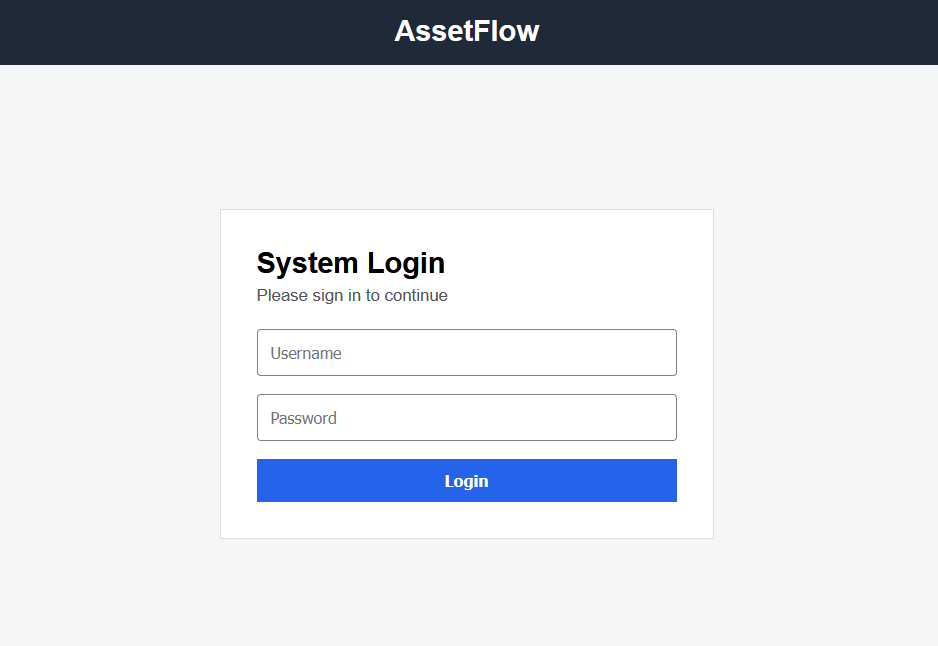 AssetFlow
System Login
Please sign in to continue
Username
Password
Login